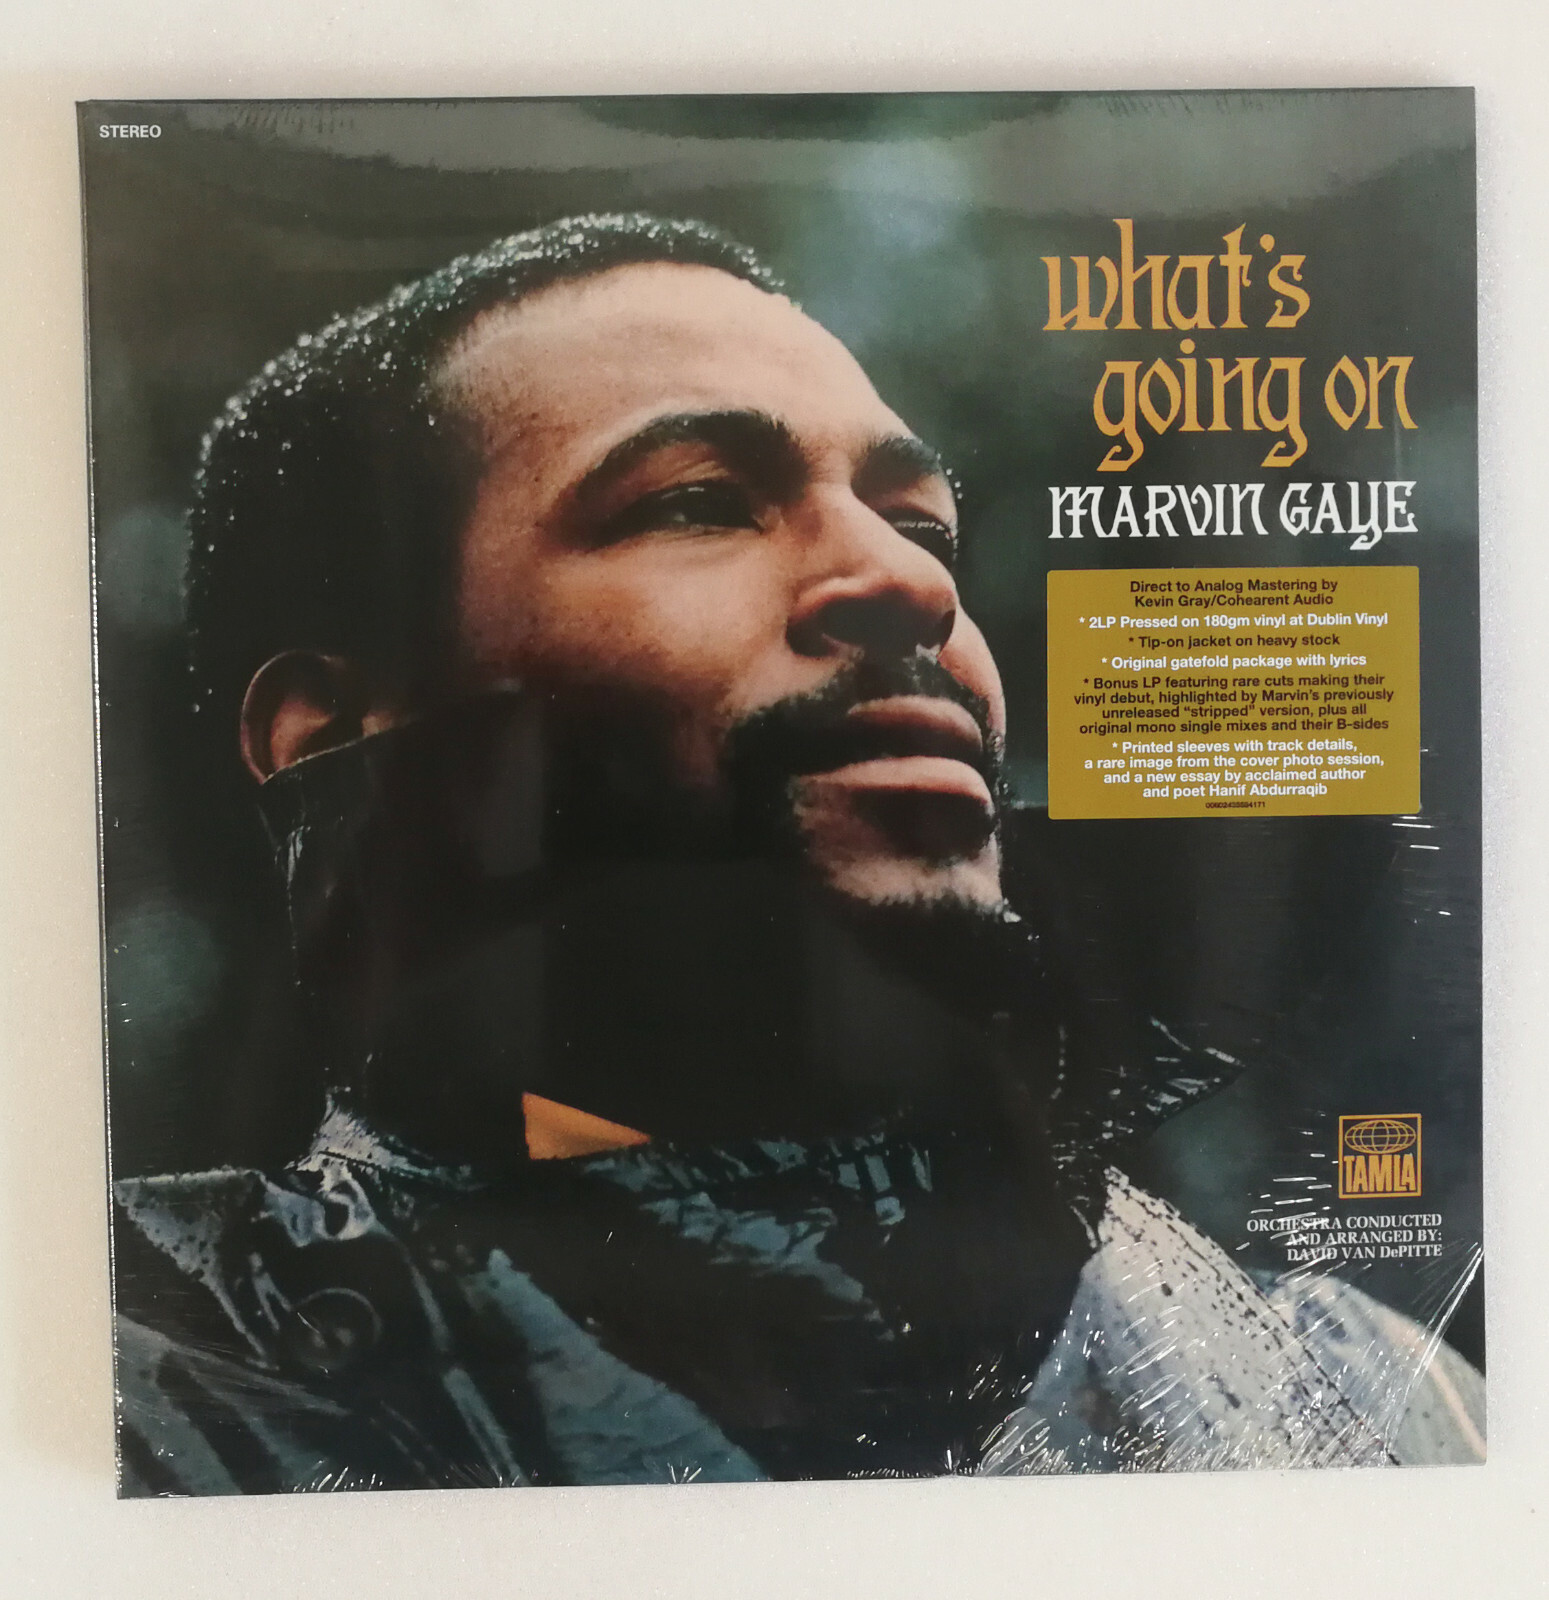 STEREO
what's
going on
MARVIN GAYE
Direct to Analog Mastering by
Kevin Gray/Cohearent Audio
* 2LP Pressed on 180gm vinyl at Dublin Vinyl
* Tip-on jacket on heavy stock
* Original gatefold package with lyrics
* Bonus LP featuring rare cuts making their
vinyl debut, highlighted by Marvin's previously
unreleased "stripped" version, plus all
original mono single mixes and their B-sides
* Printed sleeves with track details,
a rare image from the cover photo session,
and a new essay by acclaimed author
and poet Hanif Abdurraqib
TAMLA
ORCHESTRA CONDUCTED
AND ARRANGED BY:
DAVID VAN DePITTE